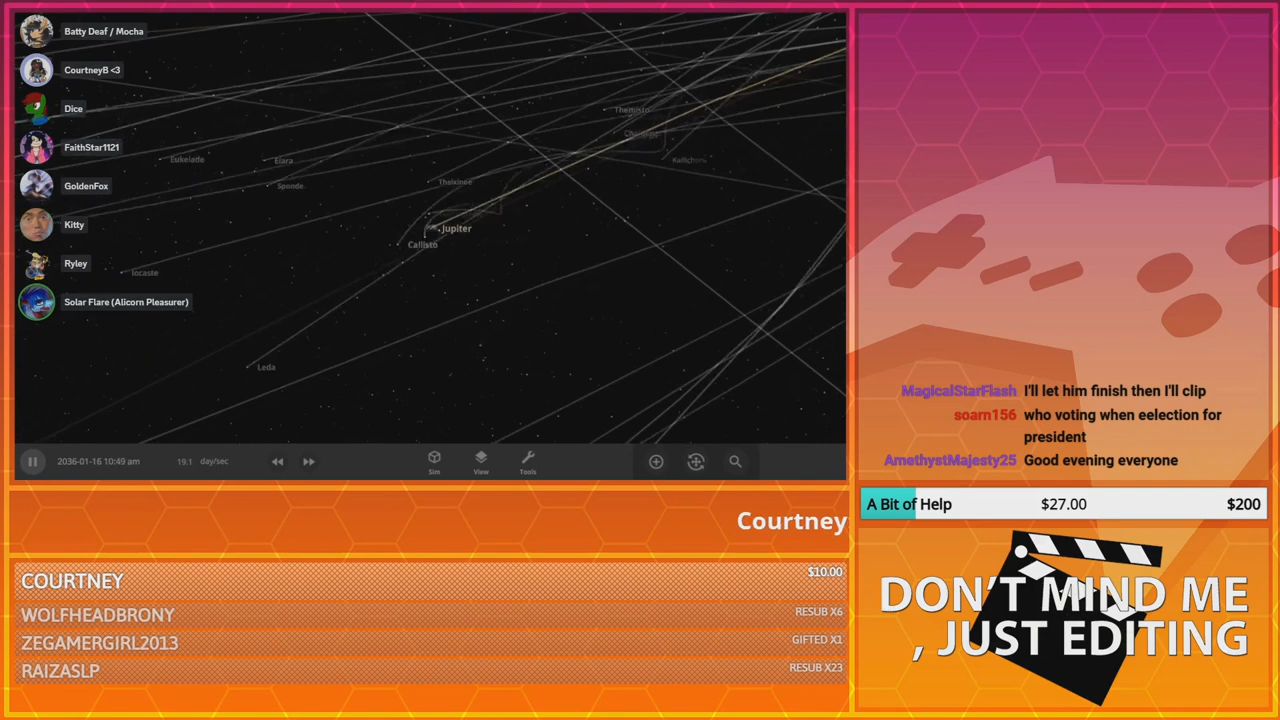 Batty Deaf / Mocha
CourtneyB <3
Dice
FaithStar1121
GoldenFox
Kitty
Ryley
Solar Flare (Alicorn Pleasurer)
Themisto
Eukelade
Elara
Sponde
Thelxinoe
Jupiter
Callisto
Iocaste
Leda
2036-01-16 10:49 am
19.1 day/sec
Sim
View
Tools
MagicalStarFlash I'll let him finish then I'll clip
soarn156 who voting when eelection for
president
AmethystMajesty25 Good evening everyone
A Bit of Help $27.00 $200
Courtney
COURTNEY $10.00
WOLFHEADBRONY RESUB X6
ZEGAMERGIRL2013 GIFTED X1
RAIZASLP RESUB X23
DON'T MIND ME
, JUST EDITING